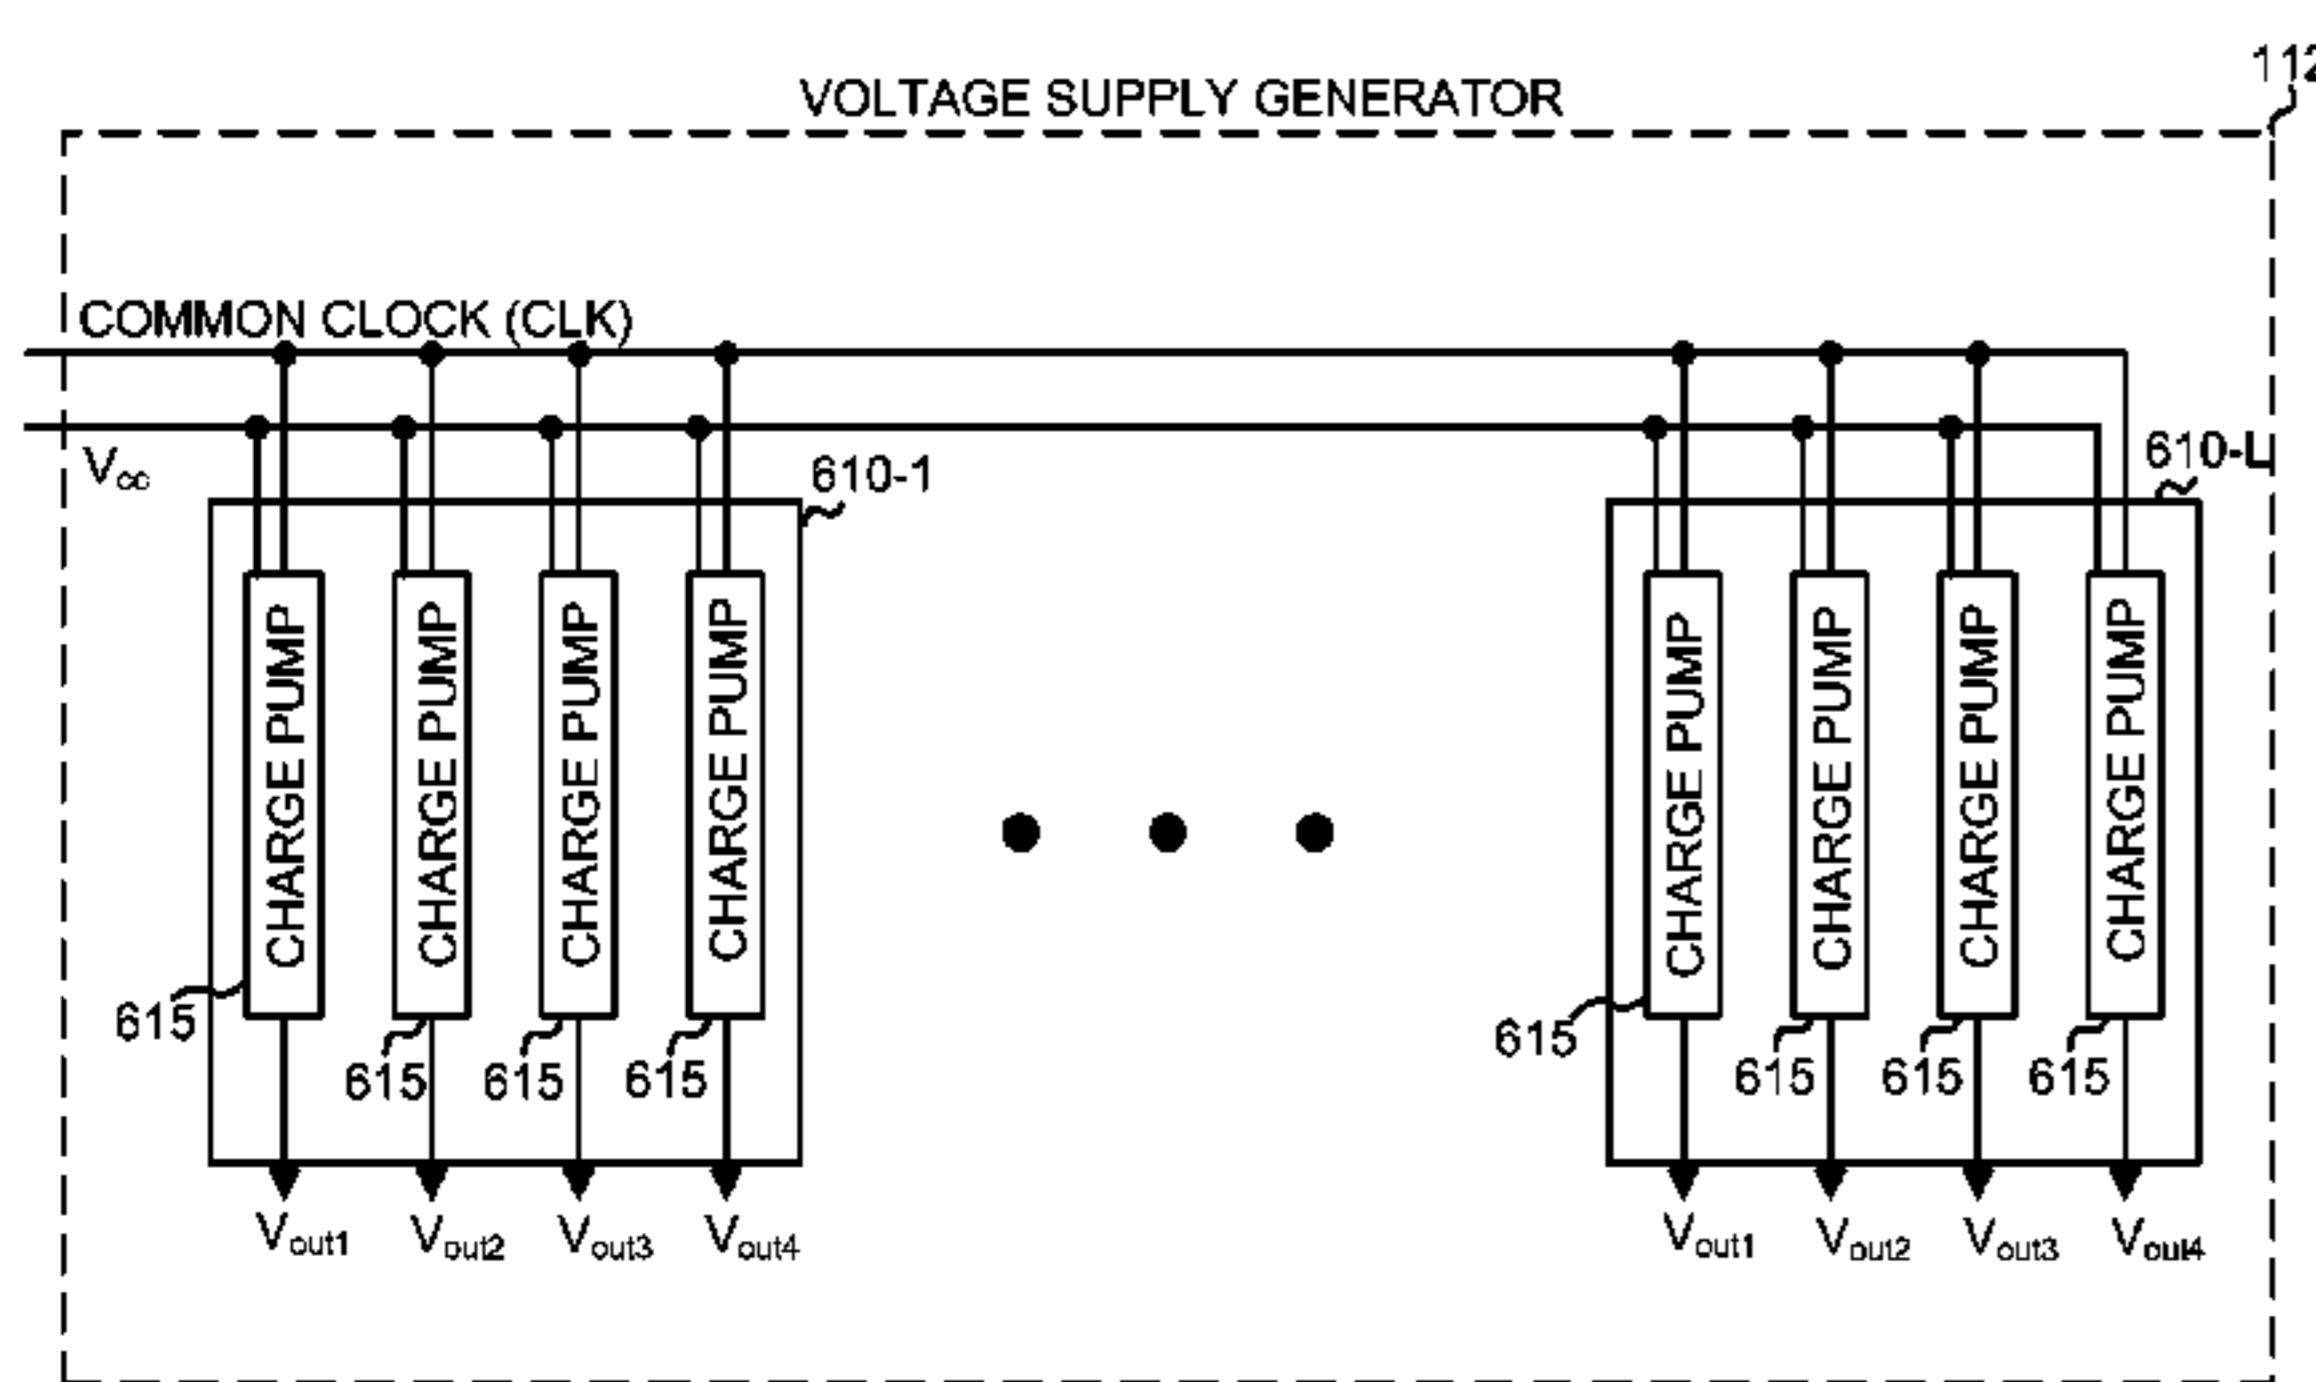 112
VOLTAGE SUPPLY GENERATOR
COMMON CLOCK (CLK)
Vcc
610-1
610-L
CHARGE PUMP
CHARGE PUMP
CHARGE PUMP
CHARGE PUMP
CHARGE PUMP
CHARGE PUMP
CHARGE PUMP
CHARGE PUMP
615
615
615
615
615
615
615
615
Vout1
Vout2
Vout3
Vout4
Vout1
Vout2
Vout3
Vout4